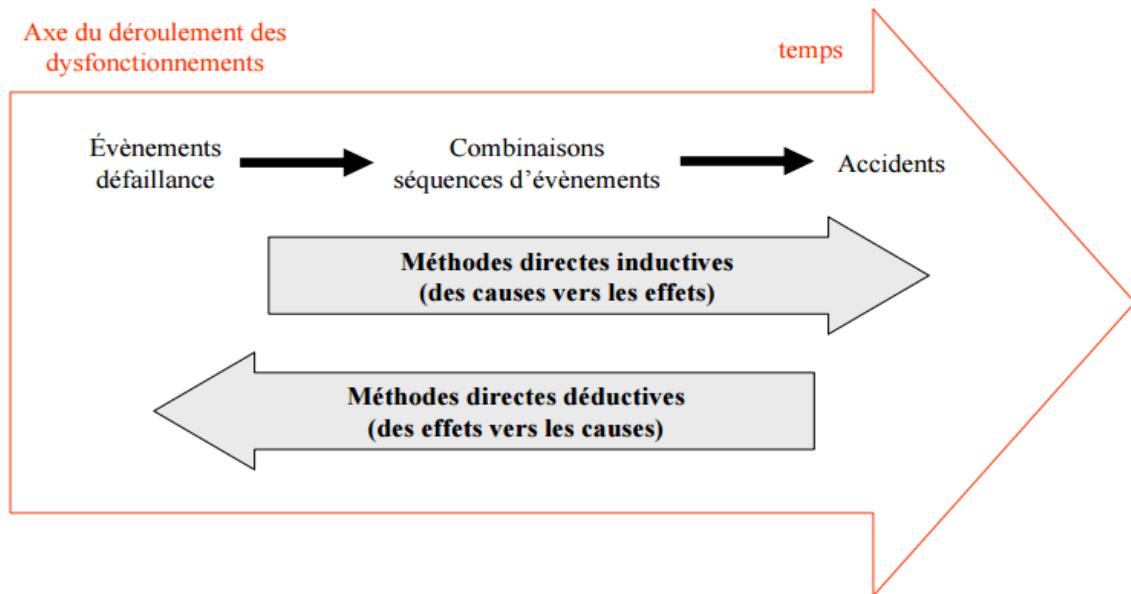 Axe du déroulement des
dysfonctionnements
temps
Évènements
défaillance
Combinaisons
séquences d’évènements
Accidents
Méthodes directes inductives
(des causes vers les effets)
Méthodes directes déductives
(des effets vers les causes)